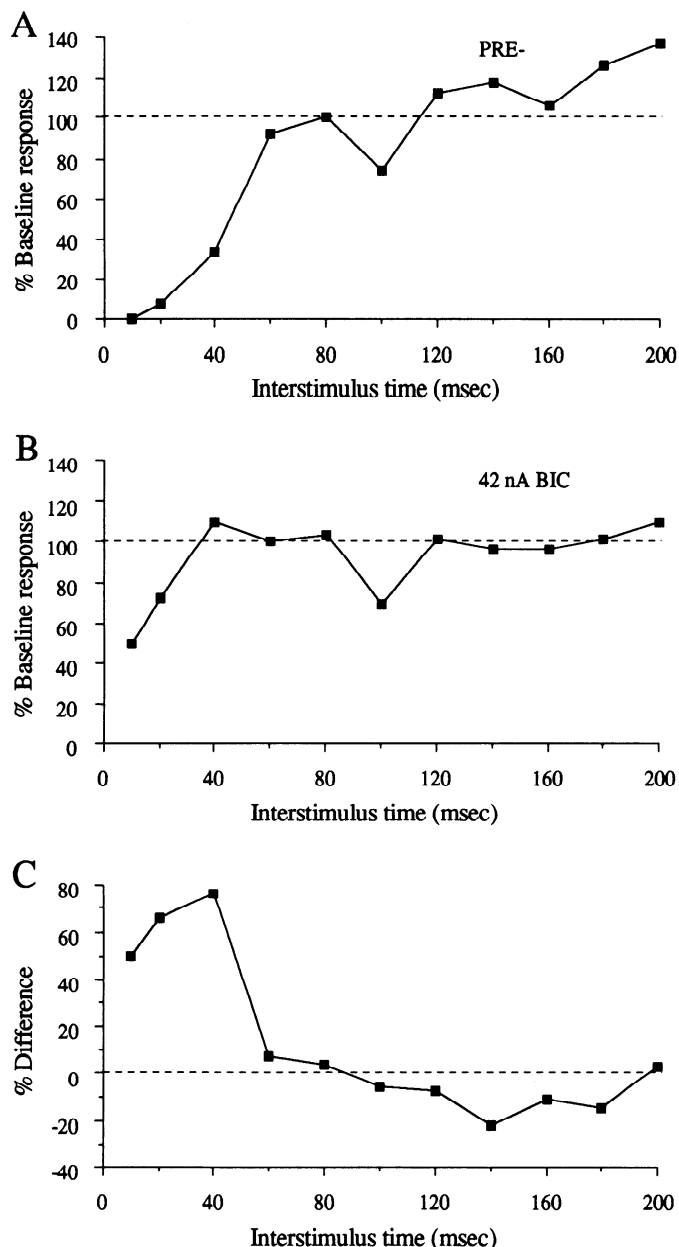 A
PRE-
% Baseline response
140
120
100
80
60
40
20
0
0 40 80 120 160 200
Interstimulus time (msec)
B
42 nA BIC
% Baseline response
140
120
100
80
60
40
20
0
0 40 80 120 160 200
Interstimulus time (msec)
C
% Difference
80
60
40
20
0
-20
-40
0 40 80 120 160 200
Interstimulus time (msec)